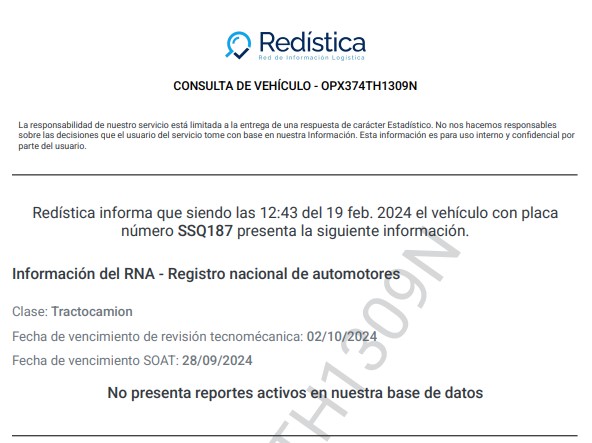 Redística
Red de Información Logística
CONSULTA DE VEHÍCULO - OPX374TH1309N
La responsabilidad de nuestro servicio está limitada a la entrega de una respuesta de carácter Estadístico. No nos hacemos responsables
sobre las decisiones que el usuario del servicio tome con base en nuestra Información. Esta información es para uso interno y confidencial por
parte del usuario.
Redística informa que siendo las 12:43 del 19 feb. 2024 el vehículo con placa
número SSQ187 presenta la siguiente información.
Información del RNA - Registro nacional de automotores
Clase: Tractocamion
Fecha de vencimiento de revisión tecnomécanica: 02/10/2024
Fecha de vencimiento SOAT: 28/09/2024
No presenta reportes activos en nuestra base de datos
TH1309N